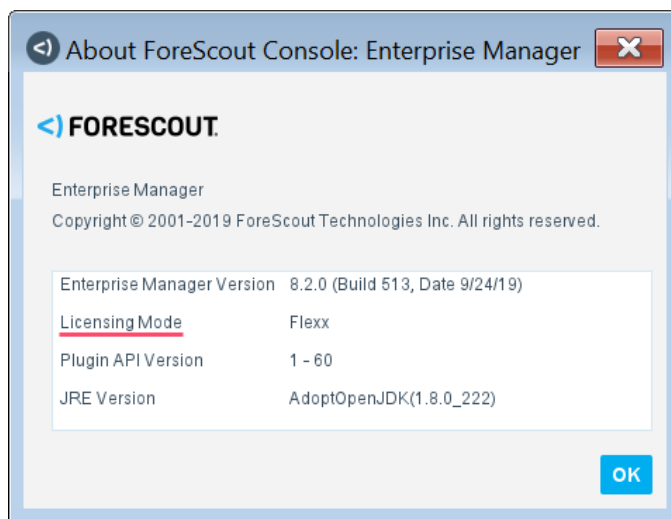 About ForeScout Console: Enterprise Manager
<) FORESCOUT.
Enterprise Manager
Copyright © 2001-2019 ForeScout Technologies Inc. All rights reserved.
Enterprise Manager Version 8.2.0 (Build 513, Date 9/24/19)
Licensing Mode Flexx
Plugin API Version 1 - 60
JRE Version AdoptOpenJDK(1.8.0_222)
OK